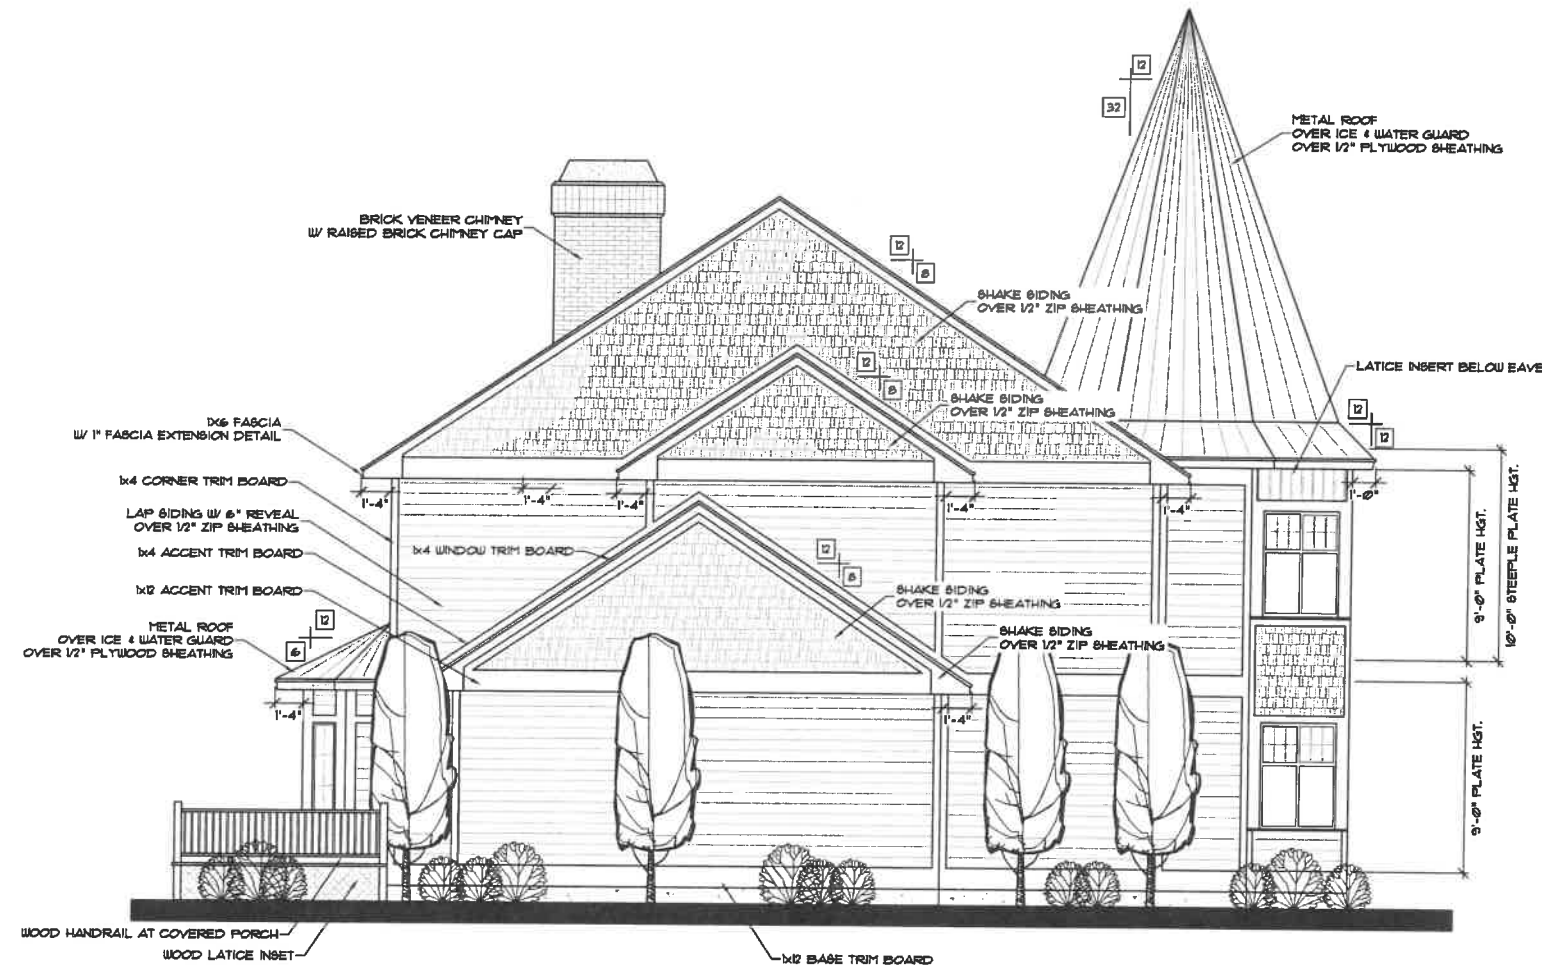 12
32
METAL ROOF
OVER ICE & WATER GUARD
OVER 1/2" PLYWOOD SHEATHING
BRICK VENEER CHIMNEY
W/ RAISED BRICK CHIMNEY CAP
12
8
SHAKE SIDING
OVER 1/2" ZIP SHEATHING
12
8
SHAKE SIDING
OVER 1/2" ZIP SHEATHING
LATICE INSERT BELOW EAVE
12
12
1X6 FASCIA
W/ 1" FASCIA EXTENSION DETAIL
1x4 CORNER TRIM BOARD
1'-4"
1'-4"
1'-4"
1'-4"
1'-4"
1'-0"
LAP SIDING W/ 6" REVEAL
OVER 1/2" ZIP SHEATHING
1x4 ACCENT TRIM BOARD
1x4 WINDOW TRIM BOARD
12
8
1x12 ACCENT TRIM BOARD
SHAKE SIDING
OVER 1/2" ZIP SHEATHING
9'-0" PLATE HGT.
10'-0" STEEPLE PLATE HGT.
METAL ROOF
OVER ICE & WATER GUARD
OVER 1/2" PLYWOOD SHEATHING
12
6
SHAKE SIDING
OVER 1/2" ZIP SHEATHING
1'-4"
1'-4"
9'-0" PLATE HGT.
WOOD HANDRAIL AT COVERED PORCH
WOOD LATICE INSET
1x12 BASE TRIM BOARD